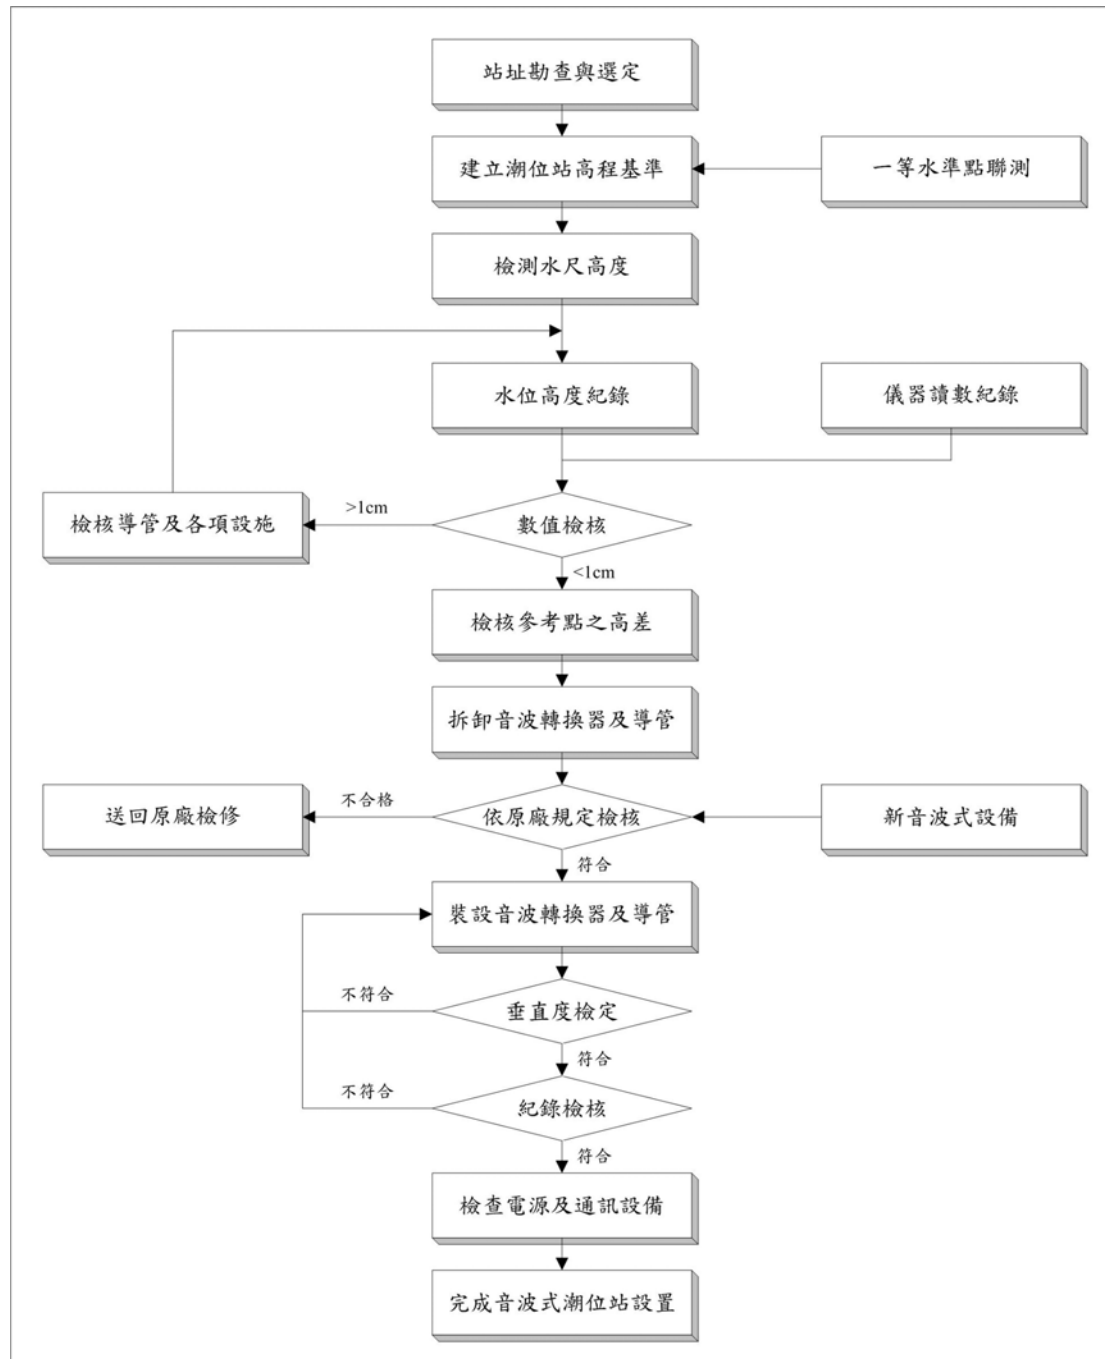 站址勘查與選定
建立潮位站高程基準
一等水準點聯測
檢測水尺高度
水位高度紀錄
儀器讀數紀錄
檢核導管及各項設施
>1cm
數值檢核
<1cm
檢核參考點之高差
拆卸音波轉換器及導管
送回原廠檢修
不合格
依原廠規定檢核
新音波式設備
符合
裝設音波轉換器及導管
不符合
垂直度檢定
符合
不符合
紀錄檢核
符合
檢查電源及通訊設備
完成音波式潮位站設置